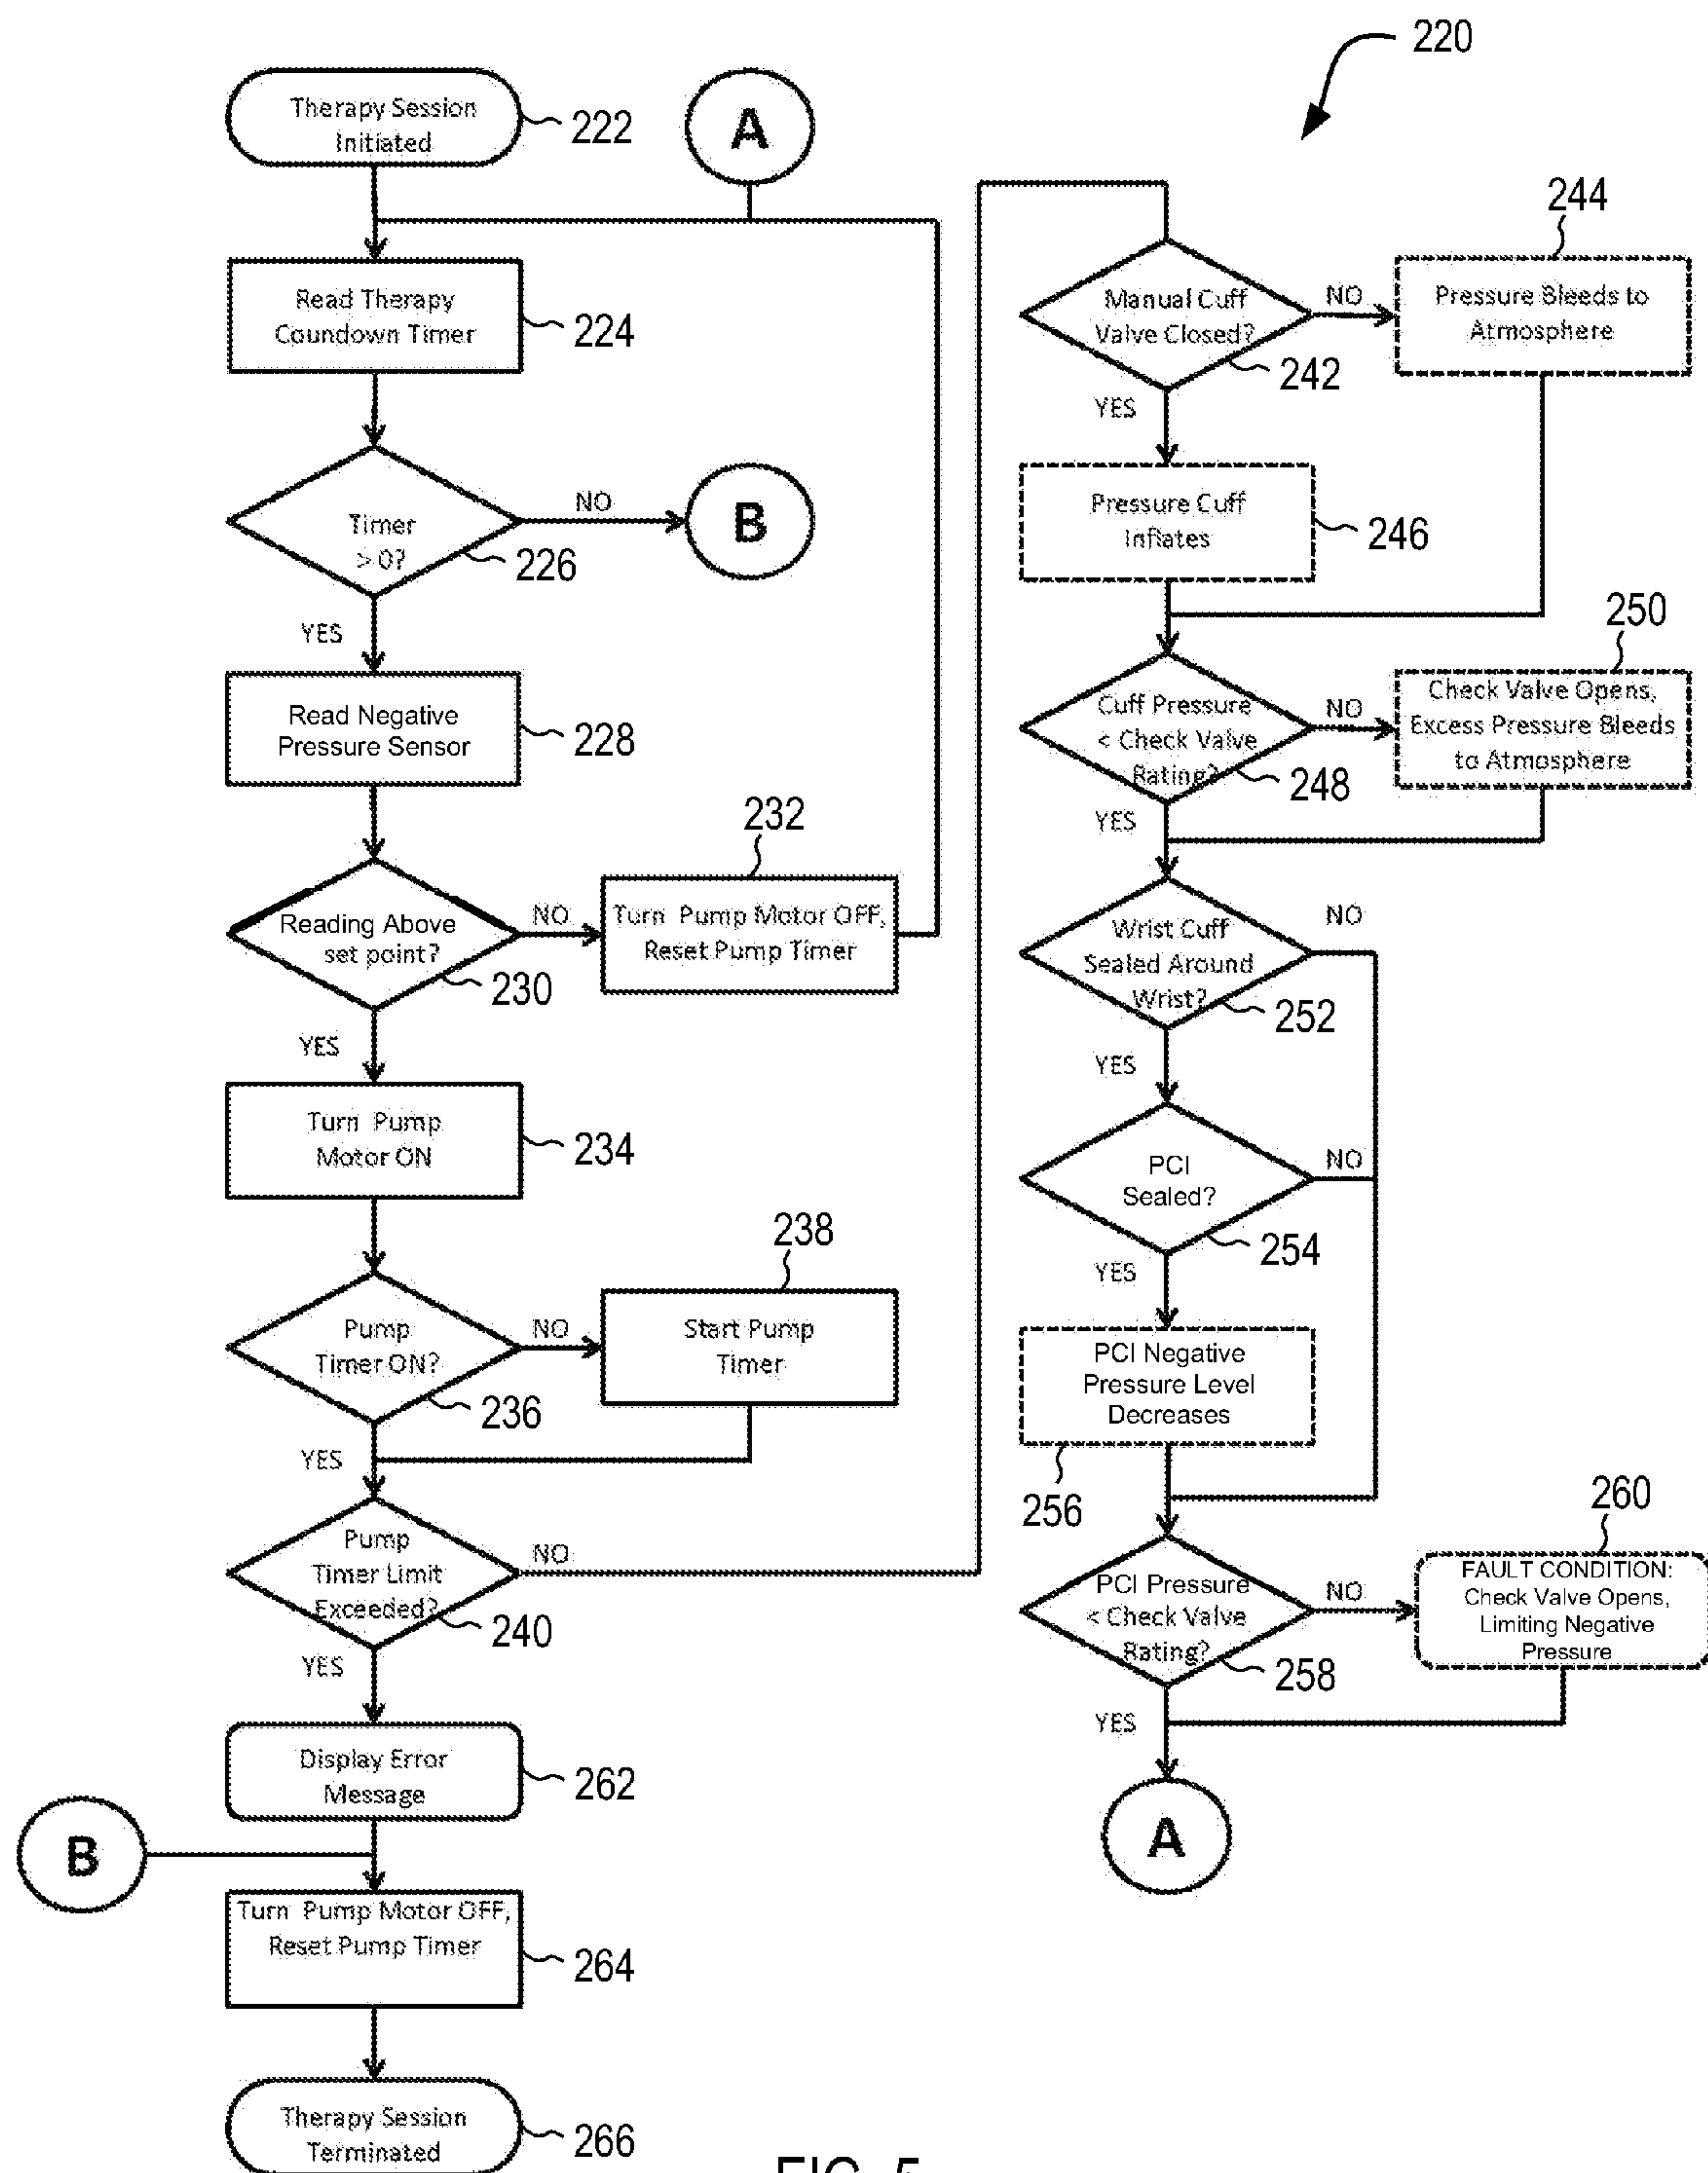 220
Therapy Session
Initiated
222
A
Read Therapy
Coundown Timer
224
Timer
> 0?
226
NO
B
YES
Read Negative
Pressure Sensor
228
Reading Above
set point?
230
NO
232
Turn Pump Motor OFF,
Reset Pump Timer
YES
Turn Pump
Motor ON
234
Pump
Timer ON?
236
NO
238
Start Pump
Timer
YES
Pump
Timer Limit
Exceeded?
240
NO
YES
Display Error
Message
262
B
Turn Pump Motor OFF,
Reset Pump Timer
264
Therapy Session
Terminated
266
Manual Cuff
Valve Closed?
242
NO
244
Pressure Bleeds to
Atmosphere
YES
Pressure Cuff
Inflates
246
Cuff Pressure
< Check Valve
Rating?
248
NO
250
Check Valve Opens,
Excess Pressure Bleeds
to Atmosphere
YES
Wrist Cuff
Sealed Around
Wrist?
252
NO
YES
PCI
Sealed?
254
NO
YES
PCI Negative
Pressure Level
Decreases
256
PCI Pressure
< Check Valve
Rating?
258
NO
260
FAULT CONDITION:
Check Valve Opens,
Limiting Negative
Pressure
YES
A
FIG. 5